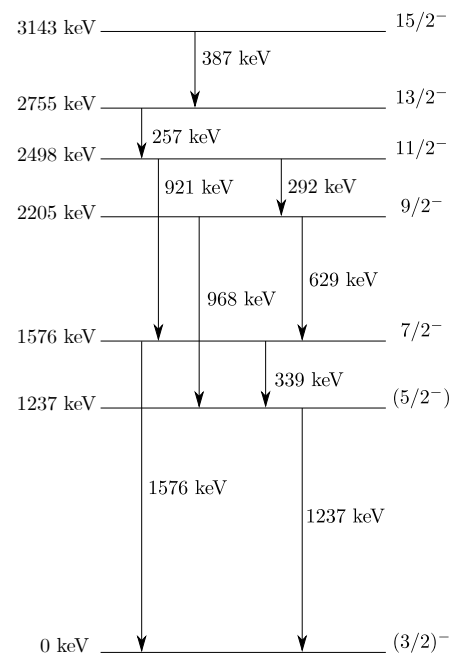 3143 keV 15/2⁻
387 keV
2755 keV 13/2⁻
257 keV
2498 keV 11/2⁻
921 keV 292 keV
2205 keV 9/2⁻
629 keV
968 keV
1576 keV 7/2⁻
339 keV
1237 keV (5/2⁻)
1576 keV
1237 keV
0 keV (3/2)⁻